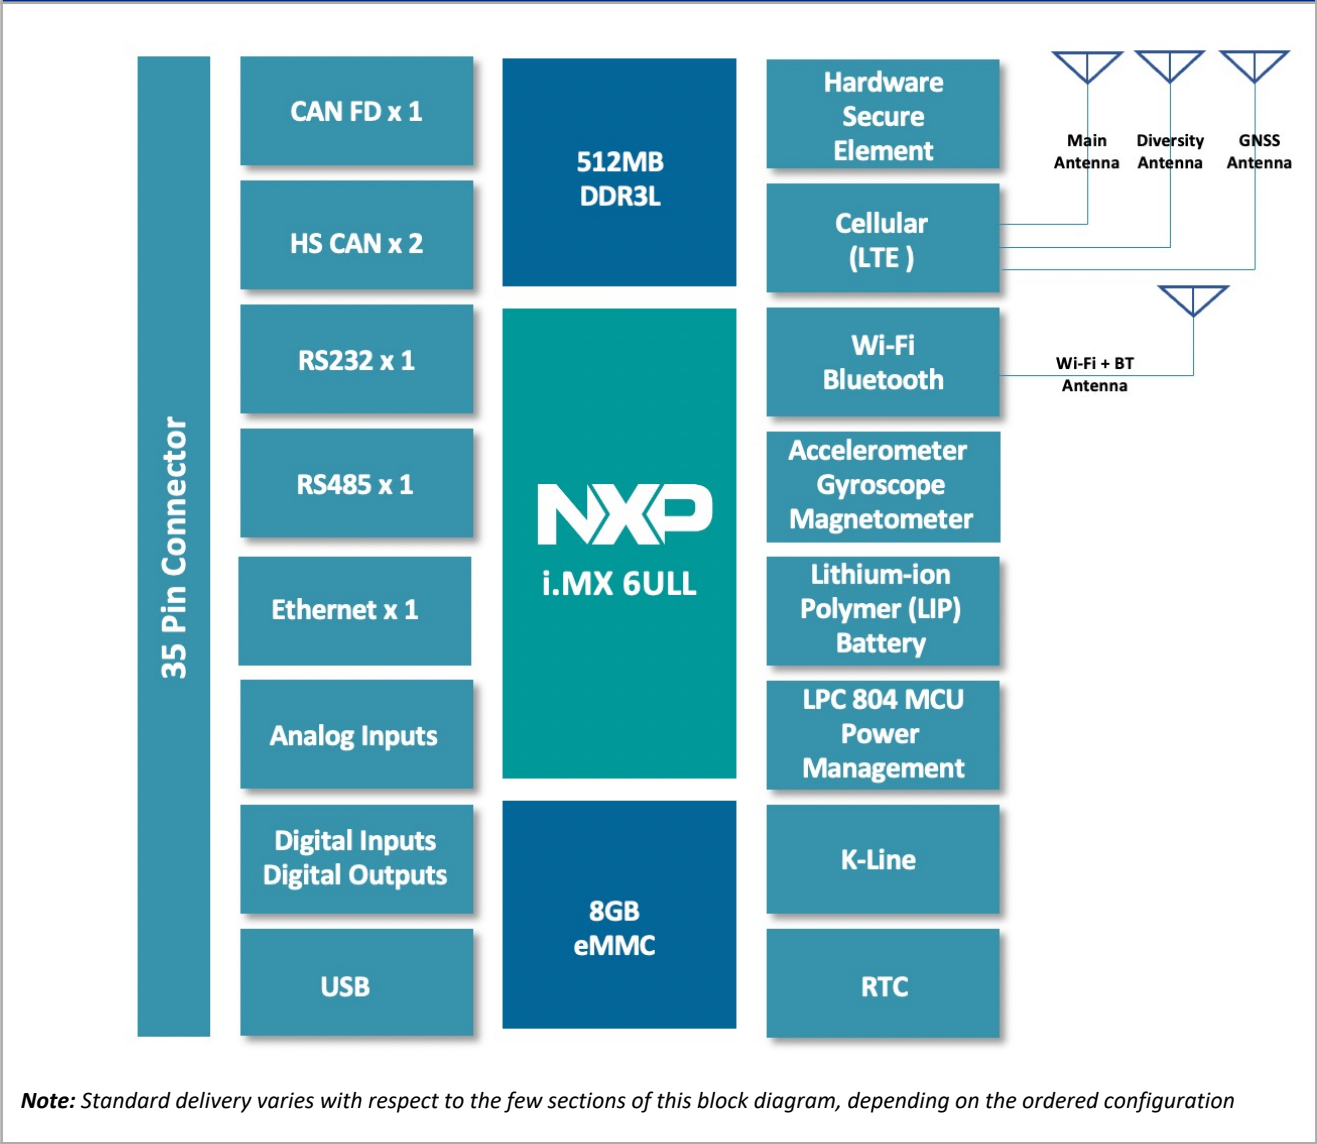 35 Pin Connector
CAN FD x 1
HS CAN x 2
RS232 x 1
RS485 x 1
Ethernet x 1
Analog Inputs
Digital Inputs
Digital Outputs
USB
512MB
DDR3L
NXP
i.MX 6ULL
8GB
eMMC
Hardware
Secure
Element
Cellular
(LTE )
Wi-Fi
Bluetooth
Accelerometer
Gyroscope
Magnetometer
Lithium-ion
Polymer (LIP)
Battery
LPC 804 MCU
Power
Management
K-Line
RTC
Main
Antenna
Diversity
Antenna
GNSS
Antenna
Wi-Fi + BT
Antenna
Note: Standard delivery varies with respect to the few sections of this block diagram, depending on the ordered configuration